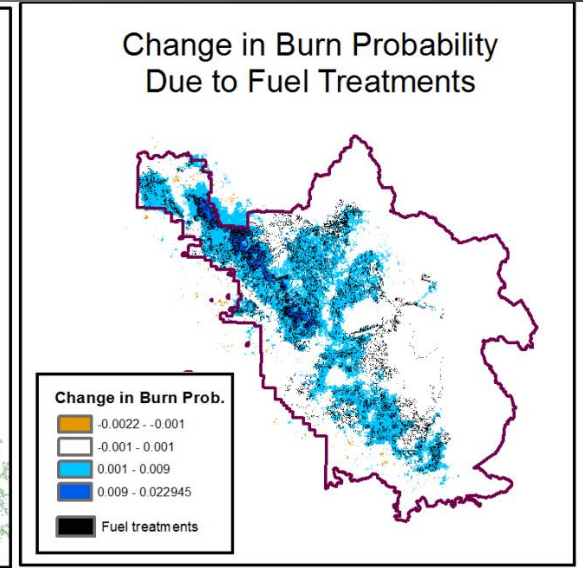 Change in Burn Probability
Due to Fuel Treatments
Change in Burn Prob.
-0.0022 - -0.001
-0.001 - 0.001
0.001 - 0.009
0.009 - 0.022945
Fuel treatments